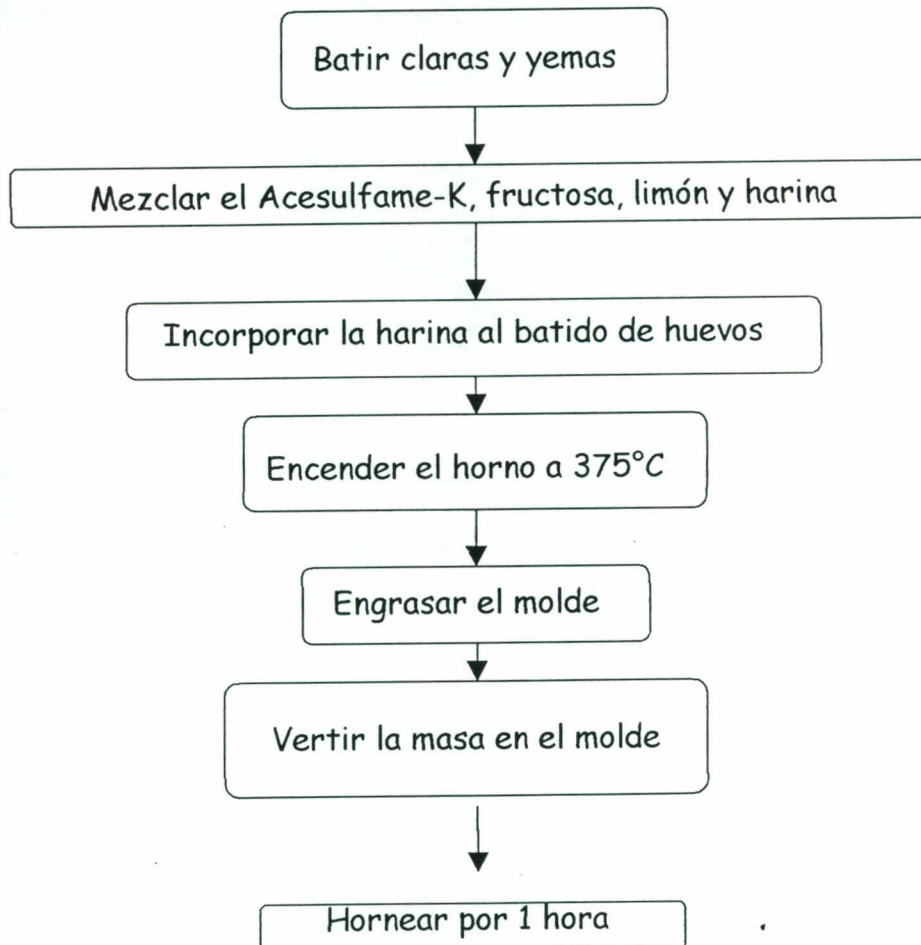 Batir claras y yemas
Mezclar el Acesulfame-K, fructosa, limón y harina
Incorporar la harina al batido de huevos
Encender el horno a 375°C
Engrasar el molde
Vertir la masa en el molde
Hornear por 1 hora